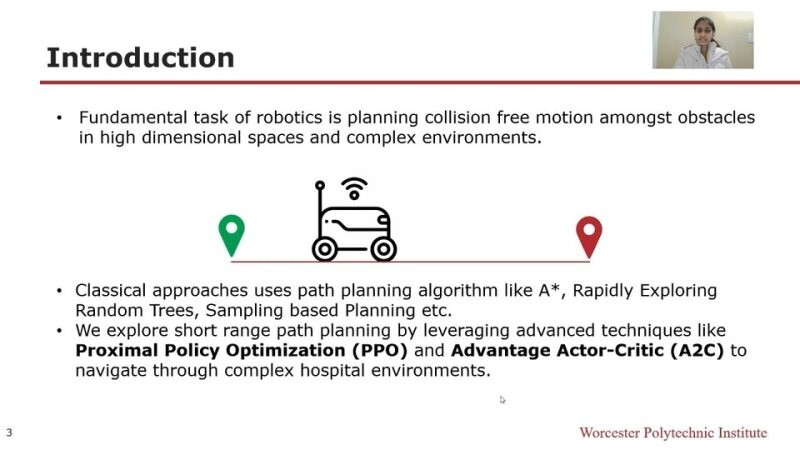 Introduction
• Fundamental task of robotics is planning collision free motion amongst obstacles
in high dimensional spaces and complex environments.
• Classical approaches uses path planning algorithm like A*, Rapidly Exploring
Random Trees, Sampling based Planning etc.
• We explore short range path planning by leveraging advanced techniques like
Proximal Policy Optimization (PPO) and Advantage Actor-Critic (A2C) to
navigate through complex hospital environments.
3
Worcester Polytechnic Institute